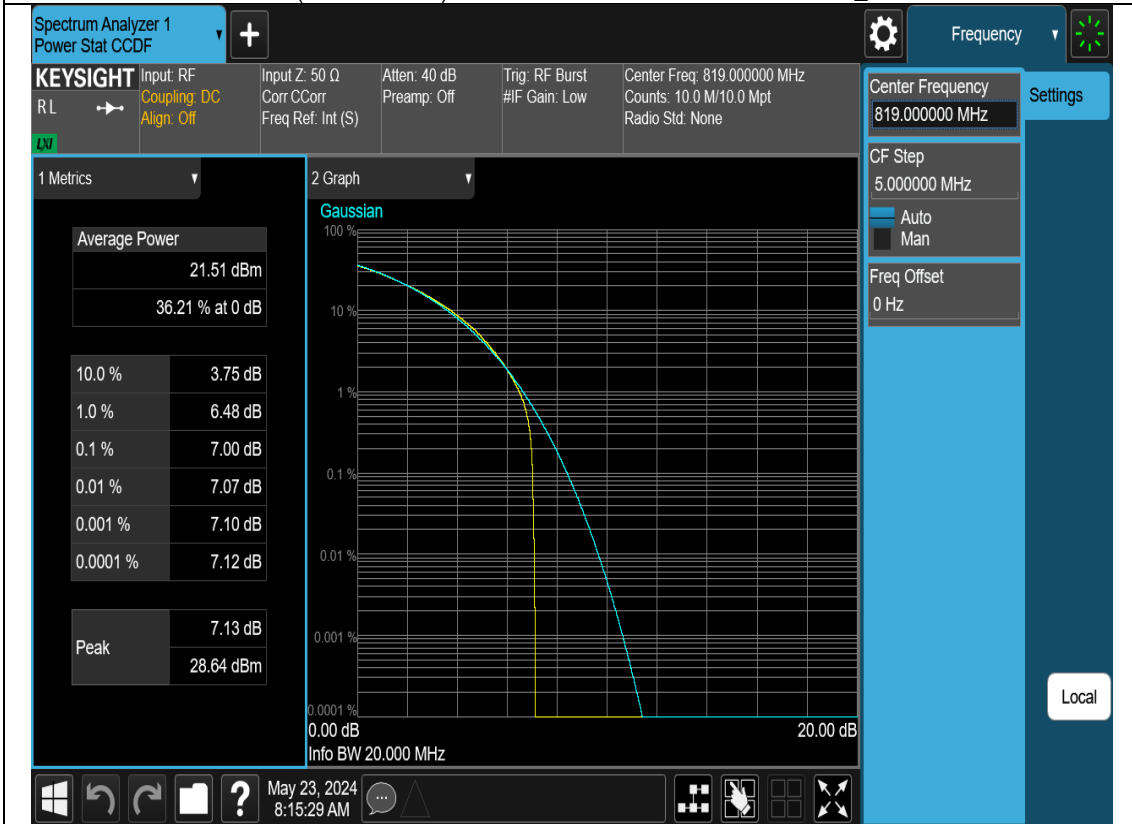 Spectrum Analyzer 1
Power Stat CCDF
Frequency
KEYSIGHT
RL
LXI
Input: RF
Coupling: DC
Align: Off
Input Z: 50 Ω
Corr CCorr
Freq Ref: Int (S)
Atten: 40 dB
Preamp: Off
Trig: RF Burst
#IF Gain: Low
Center Freq: 819.000000 MHz
Counts: 10.0 M/10.0 Mpt
Radio Std: None
Center Frequency
819.000000 MHz
Settings
CF Step
5.000000 MHz
Auto
Man
Freq Offset
0 Hz
1 Metrics
Average Power
21.51 dBm
36.21 % at 0 dB
10.0 % 3.75 dB
1.0 % 6.48 dB
0.1 % 7.00 dB
0.01 % 7.07 dB
0.001 % 7.10 dB
0.0001 % 7.12 dB
Peak 7.13 dB
28.64 dBm
2 Graph
Gaussian
100 %
10 %
1 %
0.1 %
0.01 %
0.001 %
0.0001 %
0.00 dB 20.00 dB
Info BW 20.000 MHz
Local
?
May 23, 2024
8:15:29 AM